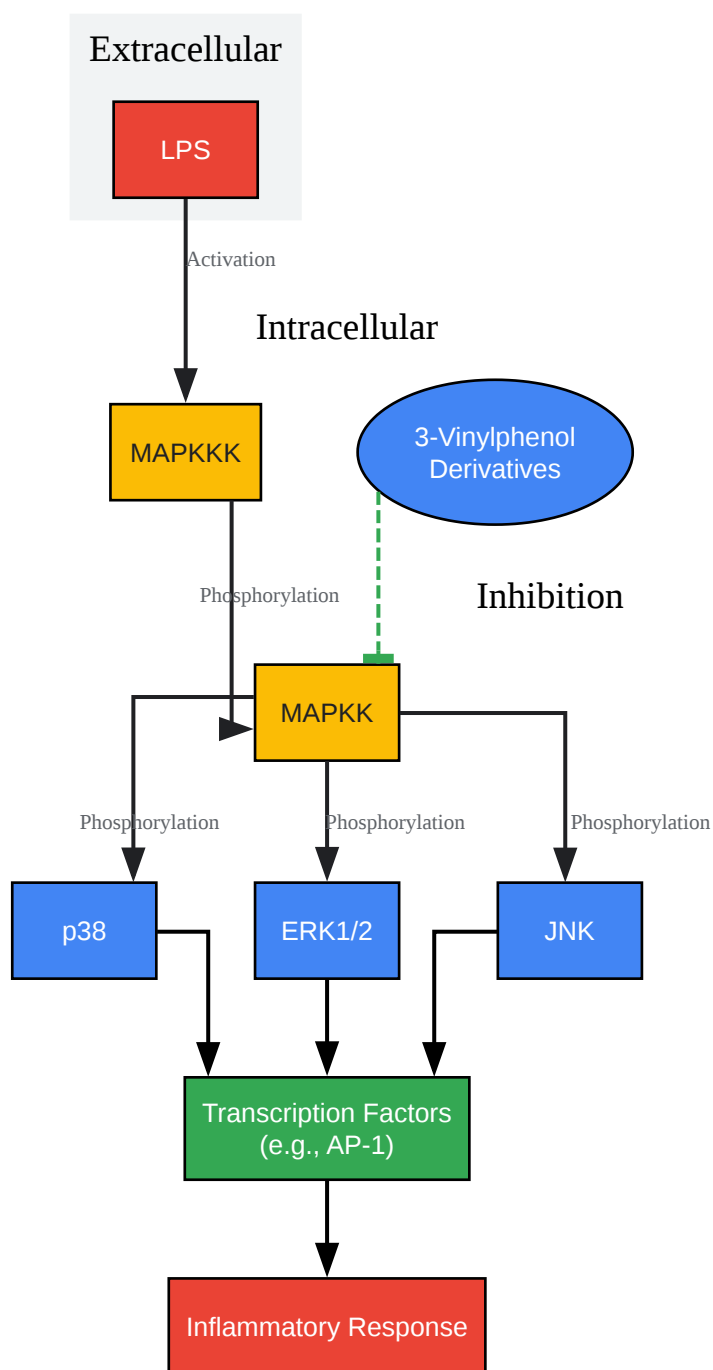 Extracellular
LPS
Activation
Intracellular
MAPKKK
3-Vinylphenol
Derivatives
Phosphorylation
Inhibition
MAPKK
Phosphorylation
Phosphorylation
Phosphorylation
p38
ERK1/2
JNK
Transcription Factors
(e.g., AP-1)
Inflammatory Response